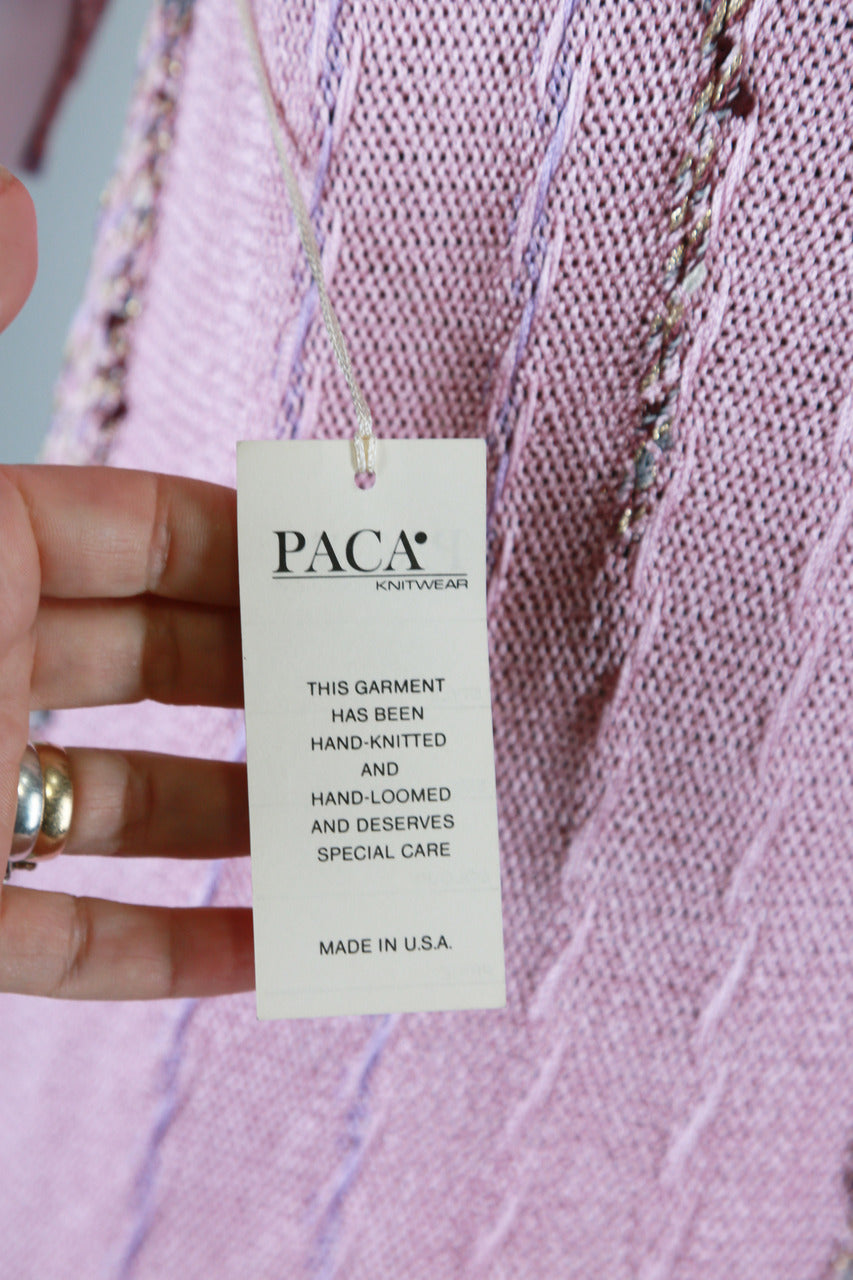 PACA
KNITWEAR
THIS GARMENT
HAS BEEN
HAND-KNITTED
AND
HAND-LOOMED
AND DESERVES
SPECIAL CARE
MADE IN U.S.A.